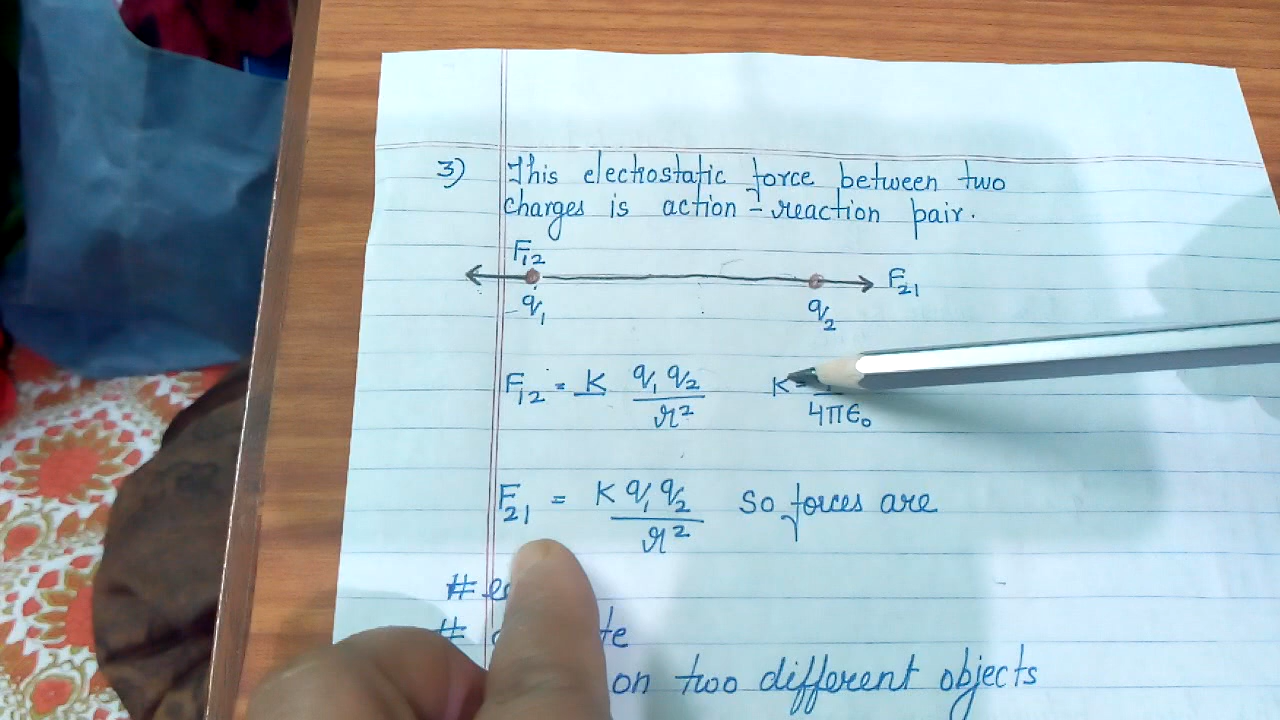 3) This electrostatic force between two
charges is action - reaction pair.
F12
F21
q1
q2
F12 = K q1 q2 / r² K = 4πε₀
F21 = K q1 q2 / r² So forces are
#
#
on two different objects